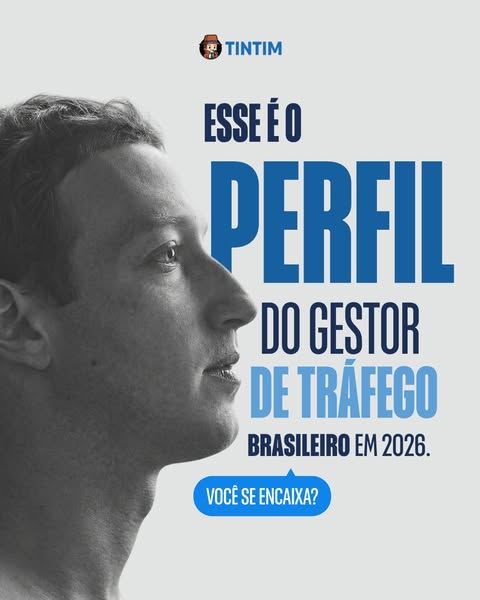 TINTIM
ESSE É O
PERFIL
DO GESTOR
DE TRÁFEGO
BRASILEIRO EM 2026.
VOCÊ SE ENCAIXA?